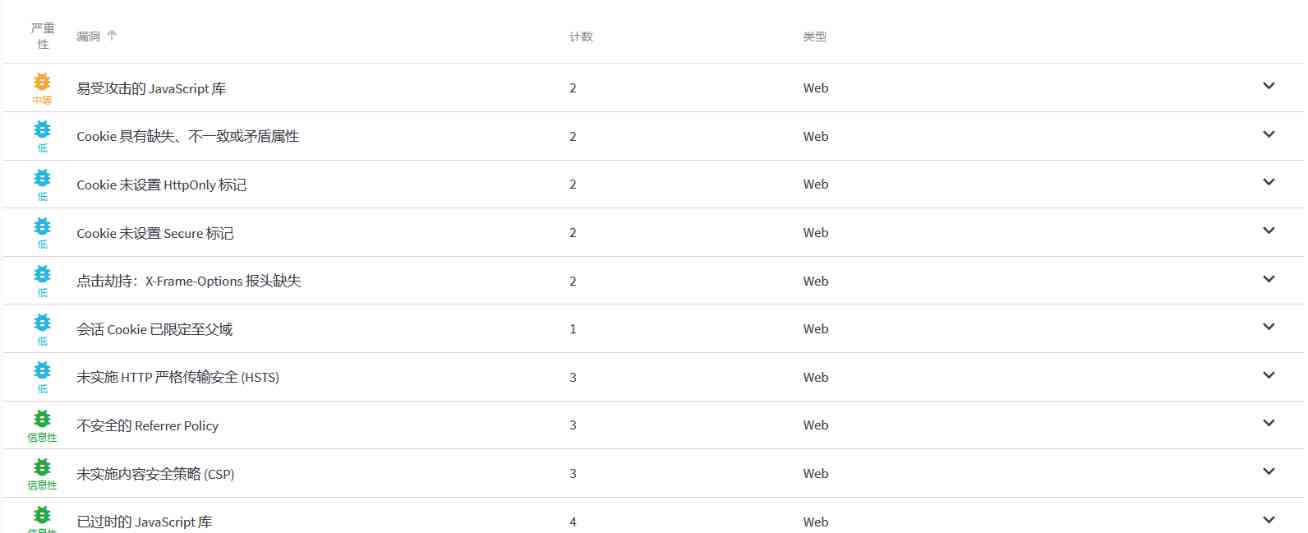 严重性 漏洞 ↑ 计数 类型
中等 易受攻击的 JavaScript 库 2 Web
低 Cookie 具有缺失、不一致或矛盾属性 2 Web
低 Cookie 未设置 HttpOnly 标记 2 Web
低 Cookie 未设置 Secure 标记 2 Web
低 点击劫持：X-Frame-Options 报头缺失 2 Web
低 会话 Cookie 已限定至父域 1 Web
低 未实施 HTTP 严格传输安全 (HSTS) 3 Web
信息性 不安全的 Referrer Policy 3 Web
信息性 未实施内容安全策略 (CSP) 3 Web
信息性 已过时的 JavaScript 库 4 Web